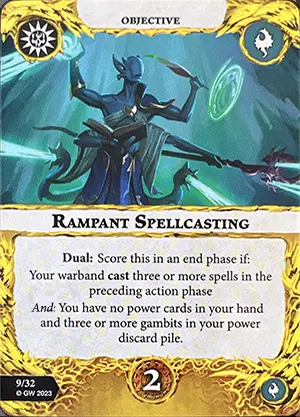 OBJECTIVE
RAMPANT SPELLCASTING
Dual: Score this in an end phase if:
Your warband cast three or more spells in the
preceding action phase
And: You have no power cards in your hand
and three or more gambits in your power
discard pile.
9/32
© GW 2023
2